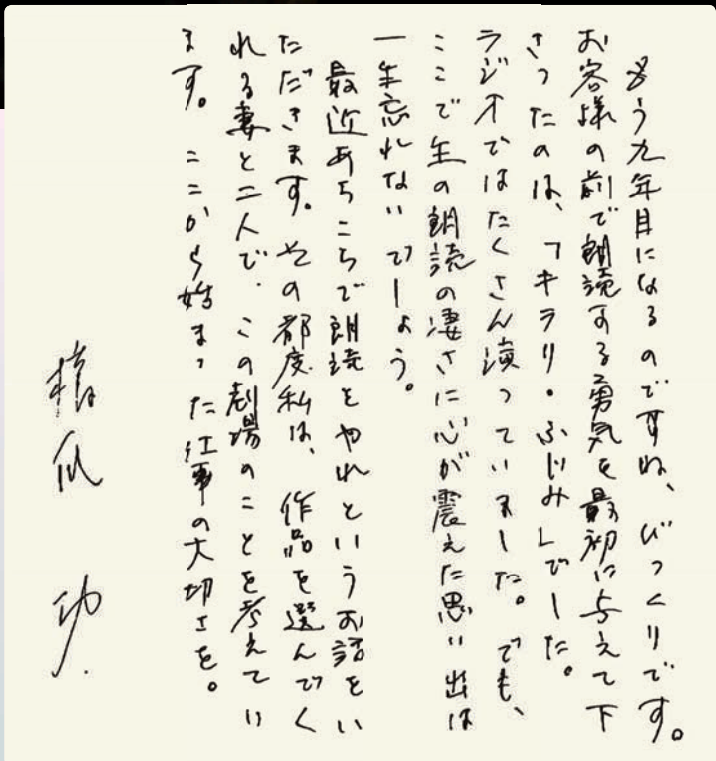 もう九年目になるのですね、びっくりです。
お客様の前で朗読する勇気を最初に与えて下
さったのは、「キラリ・ふじみ」でした。
ラジオではたくさん演っていました。でも、
ここで生の朗読の凄さに心が震えた思い出は
一生忘れないでしょう。
最近あちこちで朗読をやれというお話をい
ただきます。その都度私は、作品を選んでく
れる妻と二人で、この劇場のことを考えてい
ます。ここから始まった仕事の大切さを。